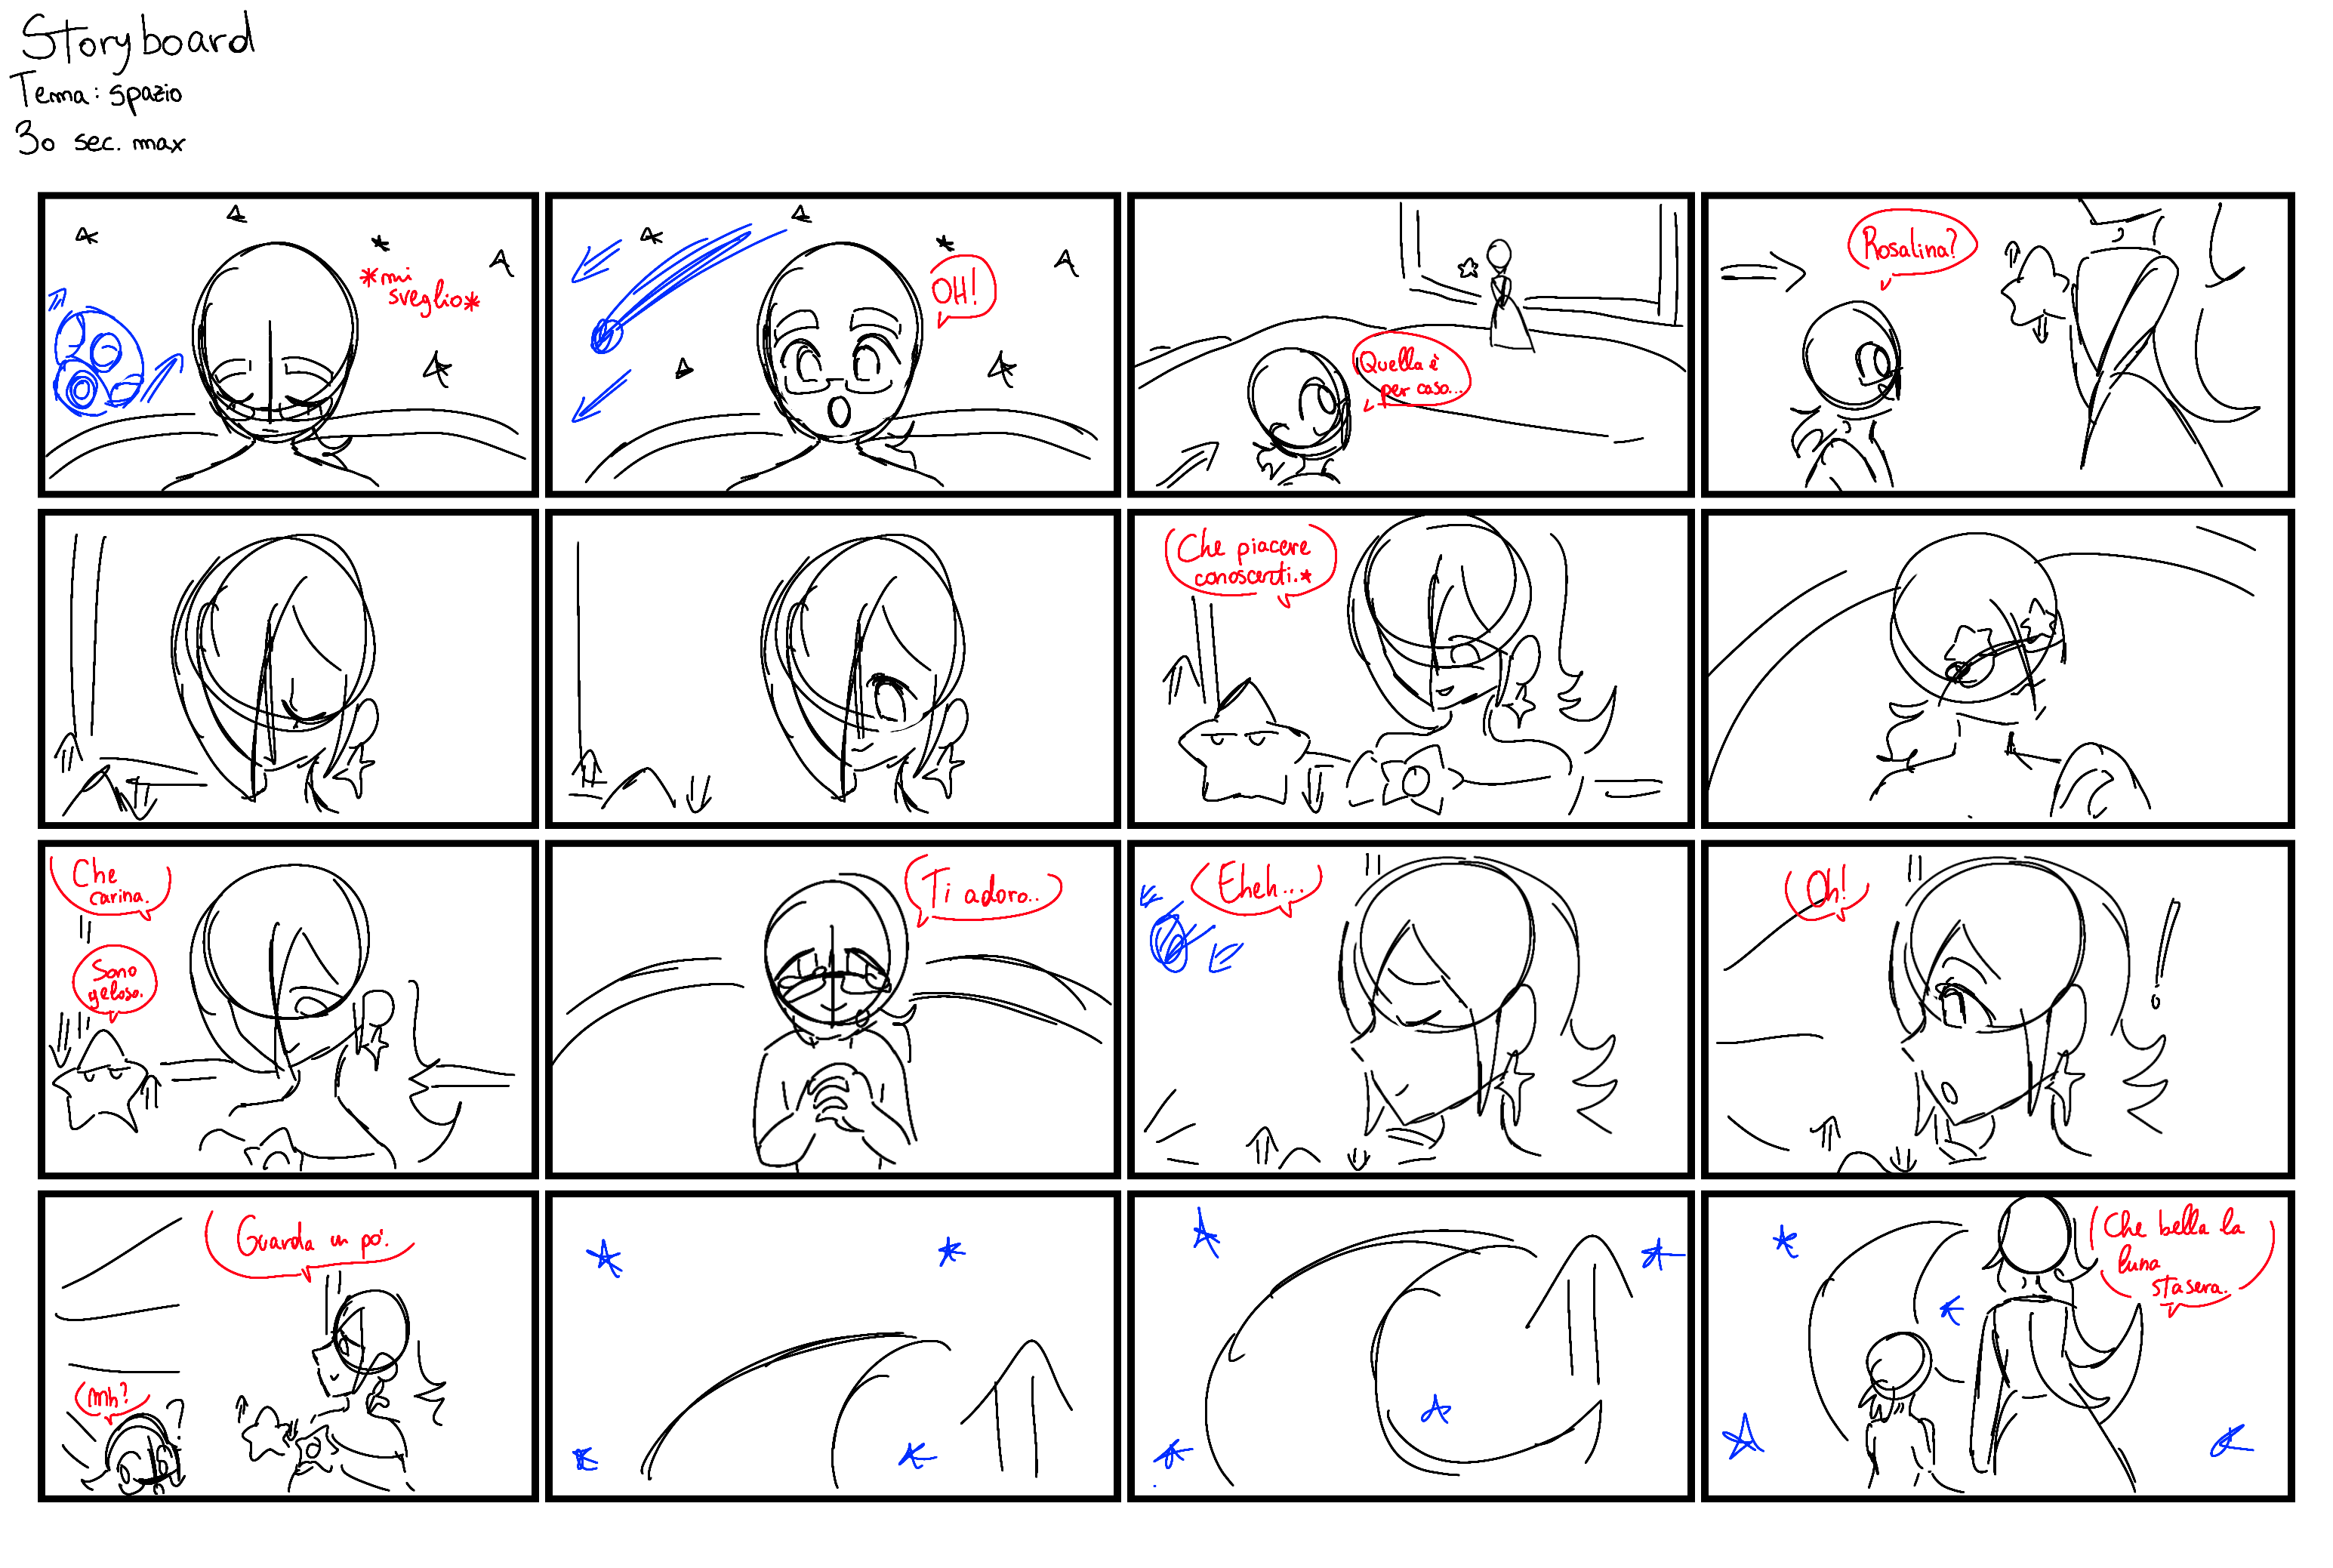 Storyboard
Tema: spazio
30 sec. max
*mi
sveglio*
OH!
Quella è
per caso...
Rosalina?
Che piacere
conoscerti.*
Che
carina.
Sono
geloso.
Ti adoro..
Eheh...
Oh!
!
Guarda un pò.
Mh?
?
Che bella la
luna
stasera.